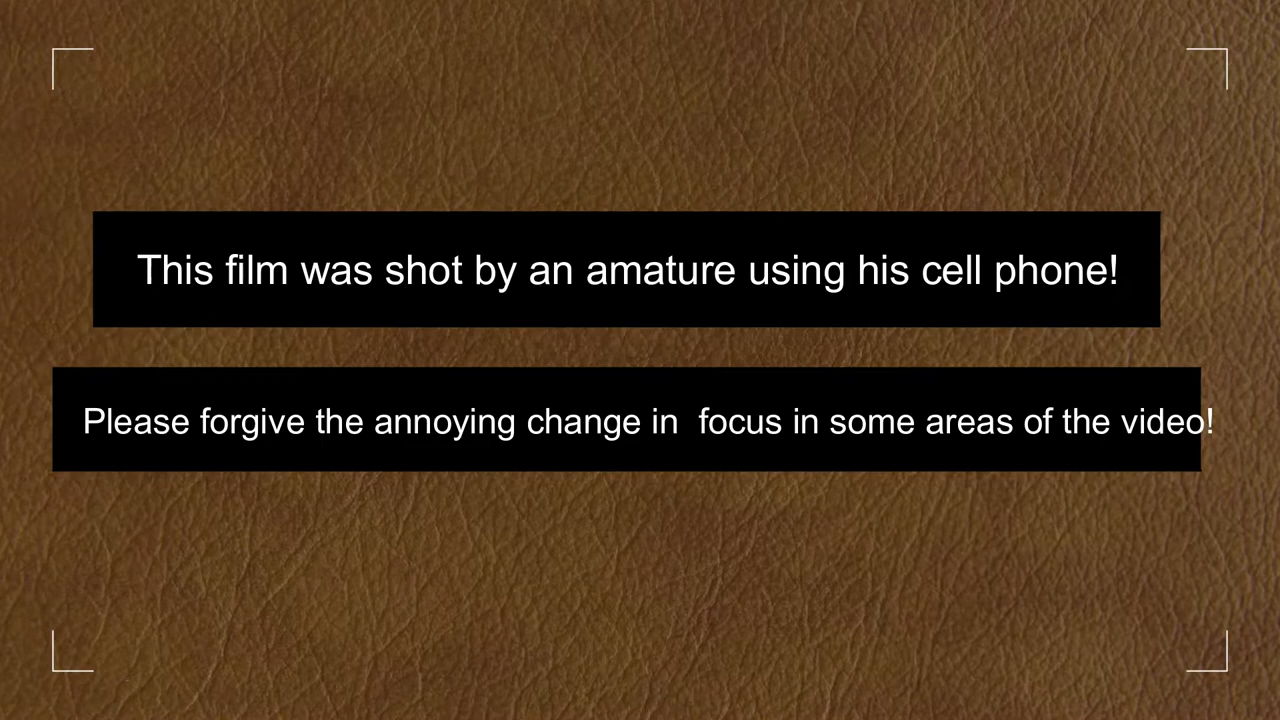 This film was shot by an amature using his cell phone!
Please forgive the annoying change in  focus in some areas of the video!